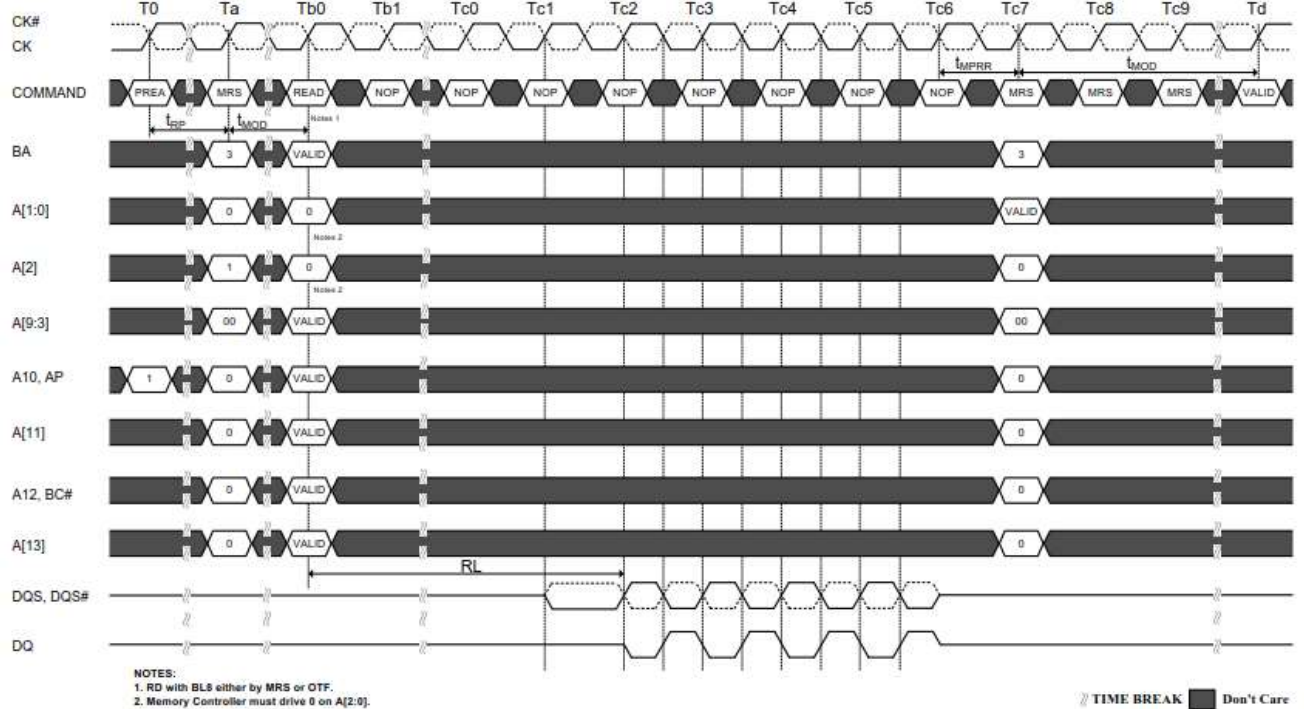 T0 Ta Tb0 Tb1 Tc0 Tc1 Tc2 Tc3 Tc4 Tc5 Tc6 Tc7 Tc8 Tc9 Td
CK#
CK
tMPRR tMOD
COMMAND PREA MRS READ NOP NOP NOP NOP NOP NOP NOP NOP MRS MRS MRS VALID
tRP tMOD Notes 1
BA 3 VALID 3
A[1:0] 0 0 VALID
Notes 2
A[2] 1 0 0
Notes 2
A[9:3] 00 VALID 00
A10, AP 1 0 VALID 0
A[11] 0 VALID 0
A12, BC# 0 VALID 0
A[13] 0 VALID 0
RL
DQS, DQS#
DQ
NOTES:
1. RD with BL8 either by MRS or OTF.
2. Memory Controller must drive 0 on A[2:0].
TIME BREAK Don't Care